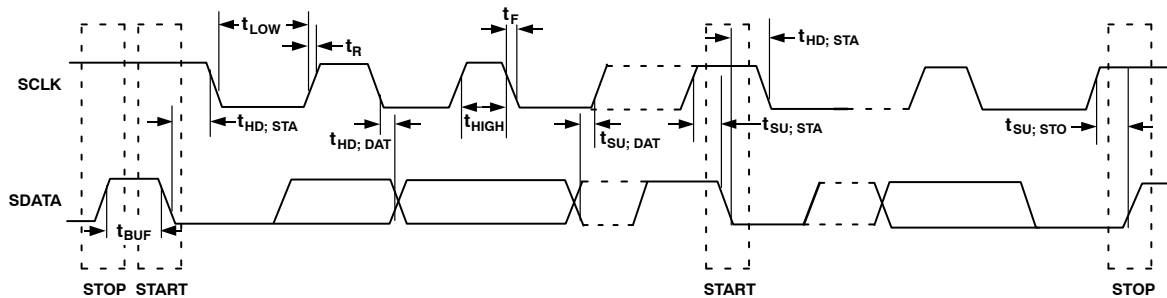 tF
tLOW
tR
tHD; STA
SCLK
tHD; STA
tHD; DAT
tHIGH
tSU; DAT
tSU; STA
tSU; STO
SDATA
tBUF
STOP START START STOP